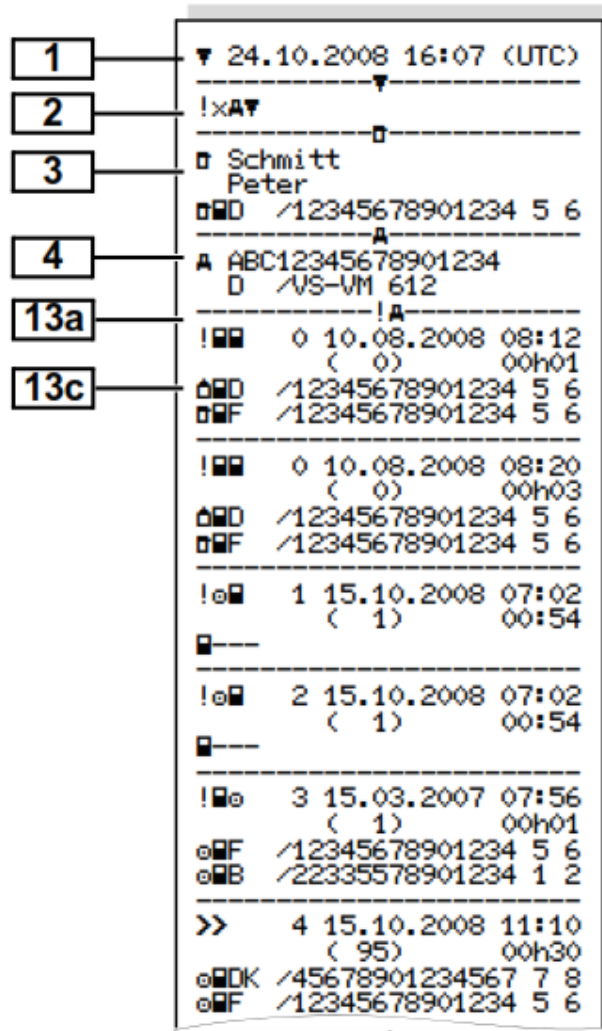 1
▼ 24.10.2008 16:07 (UTC)
-----------▼-----------
2
!×A▼
3
Schmitt
Peter
D /12345678901234 5 6
4
A ABC12345678901234
D /VS-VM 612
13a
-----------!A-----------
! 0 10.08.2008 08:12
( 0) 00h01
13c
D /12345678901234 5 6
F /12345678901234 5 6
! 0 10.08.2008 08:20
( 0) 00h03
D /12345678901234 5 6
F /12345678901234 5 6
! 1 15.10.2008 07:02
( 1) 00:54
---
! 2 15.10.2008 07:02
( 1) 00:54
---
! 3 15.03.2007 07:56
( 1) 00h01
F /12345678901234 5 6
B /22335578901234 1 2
>> 4 15.10.2008 11:10
( 95) 00h30
DK /45678901234567 7 8
F /12345678901234 5 6